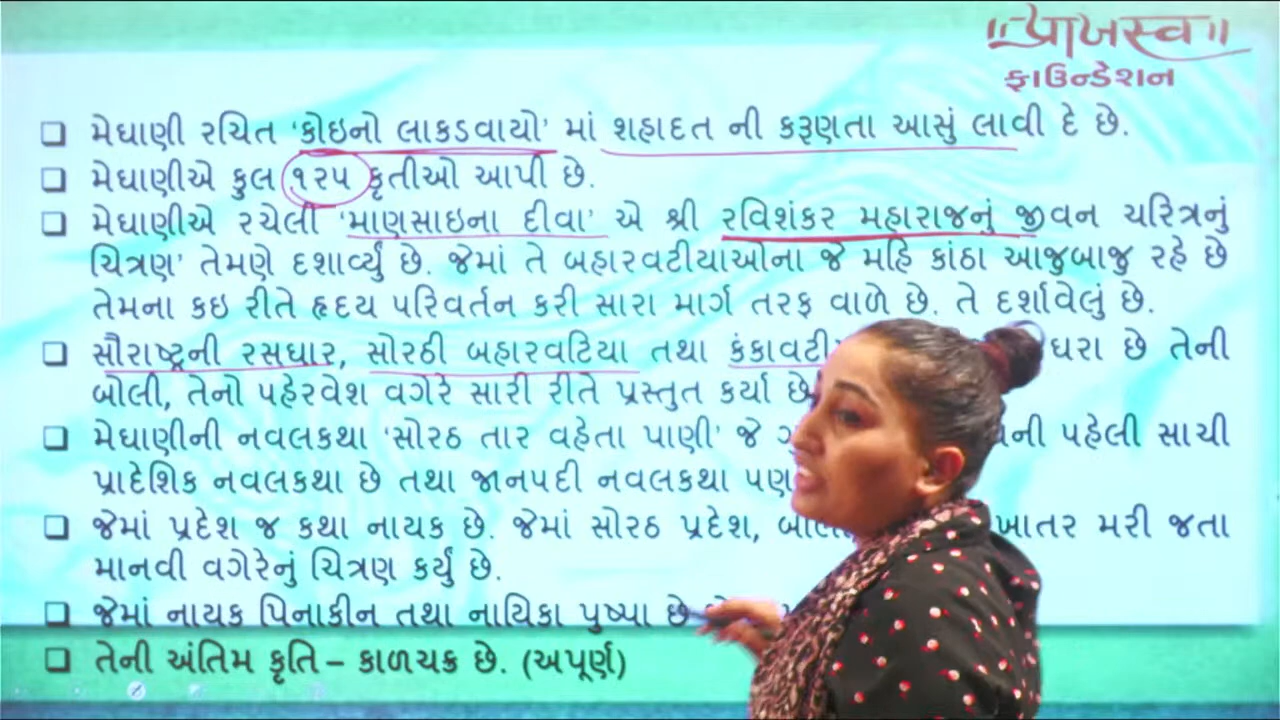 ॥પ્રાખસ્વ॥
ફાઉન્ડેશન
❑ મેઘાણી રચિત ‘કોઇનો લાકડવાયો’ માં શહાદત ની કરૂણતા આસું લાવી દે છે.
❑ મેઘાણીએ કુલ ૧૨૫ કૃતીઓ આપી છે.
❑ મેઘાણીએ રચેલી ‘માણસાઇના દીવા’ એ શ્રી રવિશંકર મહારાજનું જીવન ચરિત્રનું
ચિત્રણ’ તેમણે દશાવ્યું છે. જેમાં તે બહારવટીયાઓના જે મહિ કાંઠા આજુબાજુ રહે છે
તેમના કઇ રીતે હૃદય પરિવર્તન કરી સારા માર્ગ તરફ વાળે છે. તે દર્શાવેલું છે.
❑ સૌરાષ્ટ્રની રસધાર, સોરઠી બહારવટિયા તથા કંકાવટી ધરા છે તેની
બોલી, તેનો પહેરવેશ વગેરે સારી રીતે પ્રસ્તુત કર્યા છે
❑ મેઘાણીની નવલકથા ‘સોરઠ તાર વહેતા પાણી’ જે પહેલી સાચી
પ્રાદેશિક નવલકથા છે તથા જાનપદી નવલકથા પણ
❑ જેમાં પ્રદેશ જ કથા નાયક છે. જેમાં સોરઠ પ્રદેશ, ખાતર મરી જતા
માનવી વગેરેનું ચિત્રણ કર્યું છે.
❑ જેમાં નાયક પિનાકીન તથા નાયિકા પુષ્પા છે
❑ તેની અંતિમ કૃતિ – કાળચક્ર છે. (અપૂર્ણ)